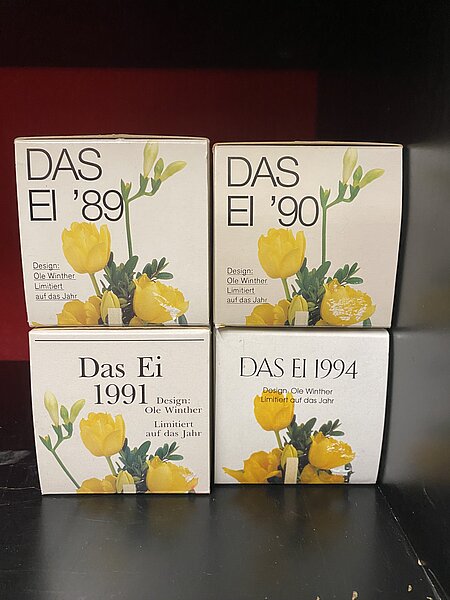 DAS
EI ’89
Design:
Ole Winther
Limitiert
auf das Jahr
DAS
EI ’90
Design:
Ole Winther
Limitiert
auf das Jahr
Das Ei
1991
Design:
Ole Winther
Limitiert
auf das Jahr
DAS EI 1994
Design: Ole Winther
Limitiert auf das Jahr